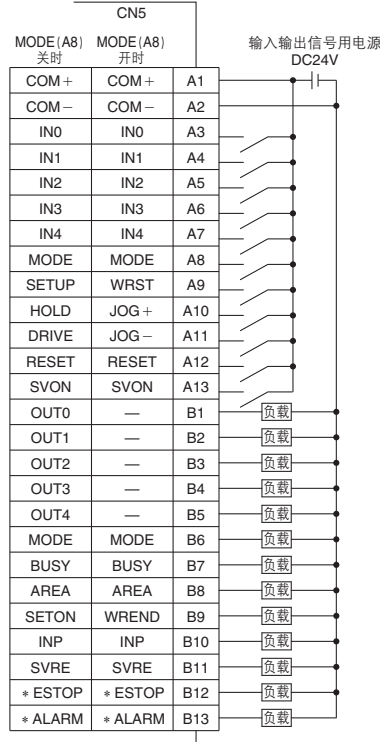 CN5
MODE(A8) MODE(A8) 输入输出信号用电源
关时 开时 DC24V
COM+ COM+ A1
COM− COM− A2
IN0 IN0 A3
IN1 IN1 A4
IN2 IN2 A5
IN3 IN3 A6
IN4 IN4 A7
MODE MODE A8
SETUP WRST A9
HOLD JOG+ A10
DRIVE JOG− A11
RESET RESET A12
SVON SVON A13
OUT0 — B1 负载
OUT1 — B2 负载
OUT2 — B3 负载
OUT3 — B4 负载
OUT4 — B5 负载
MODE MODE B6 负载
BUSY BUSY B7 负载
AREA AREA B8 负载
SETON WREND B9 负载
INP INP B10 负载
SVRE SVRE B11 负载
* ESTOP * ESTOP B12 负载
* ALARM * ALARM B13 负载